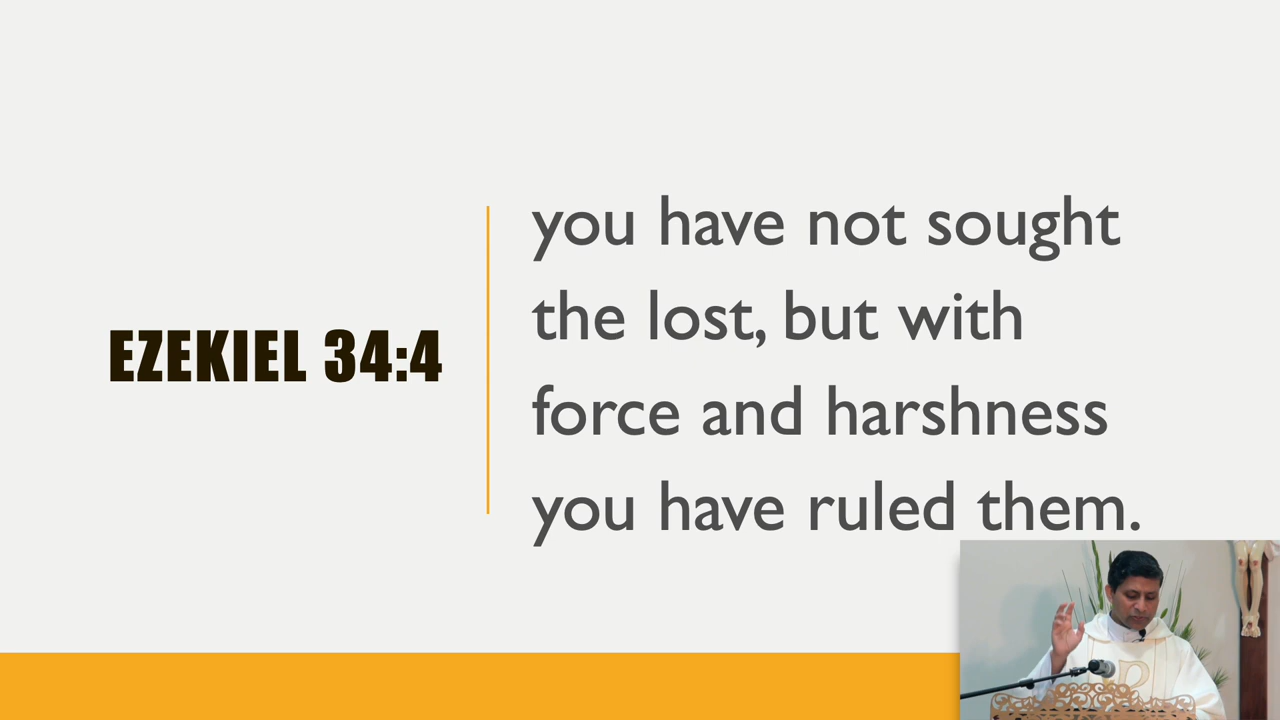 EZEKIEL 34:4
you have not sought
the lost, but with
force and harshness
you have ruled them.